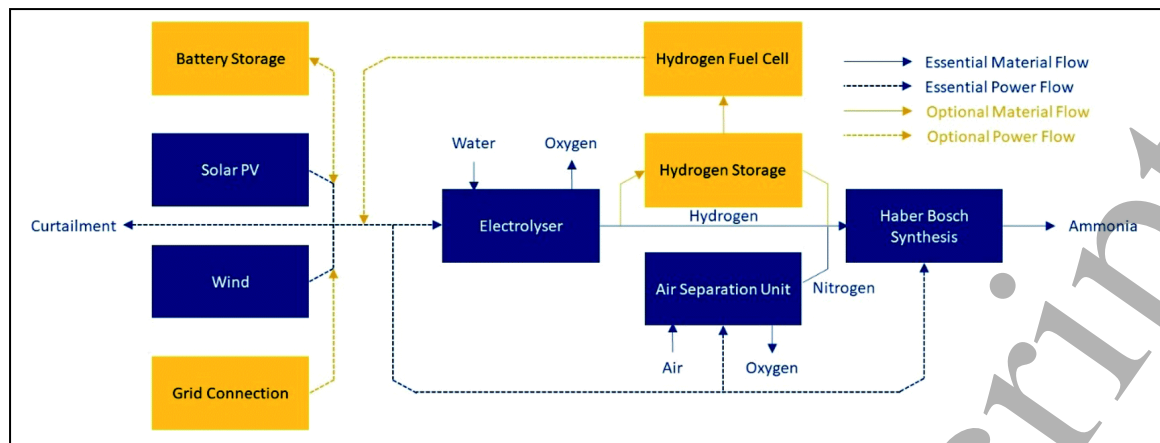 Battery Storage
Hydrogen Fuel Cell
Essential Material Flow
Essential Power Flow
Optional Material Flow
Optional Power Flow
Solar PV
Water
Oxygen
Hydrogen Storage
Curtailment
Electrolyser
Hydrogen
Haber Bosch
Synthesis
Ammonia
Wind
Air Separation Unit
Nitrogen
Air
Oxygen
Grid Connection